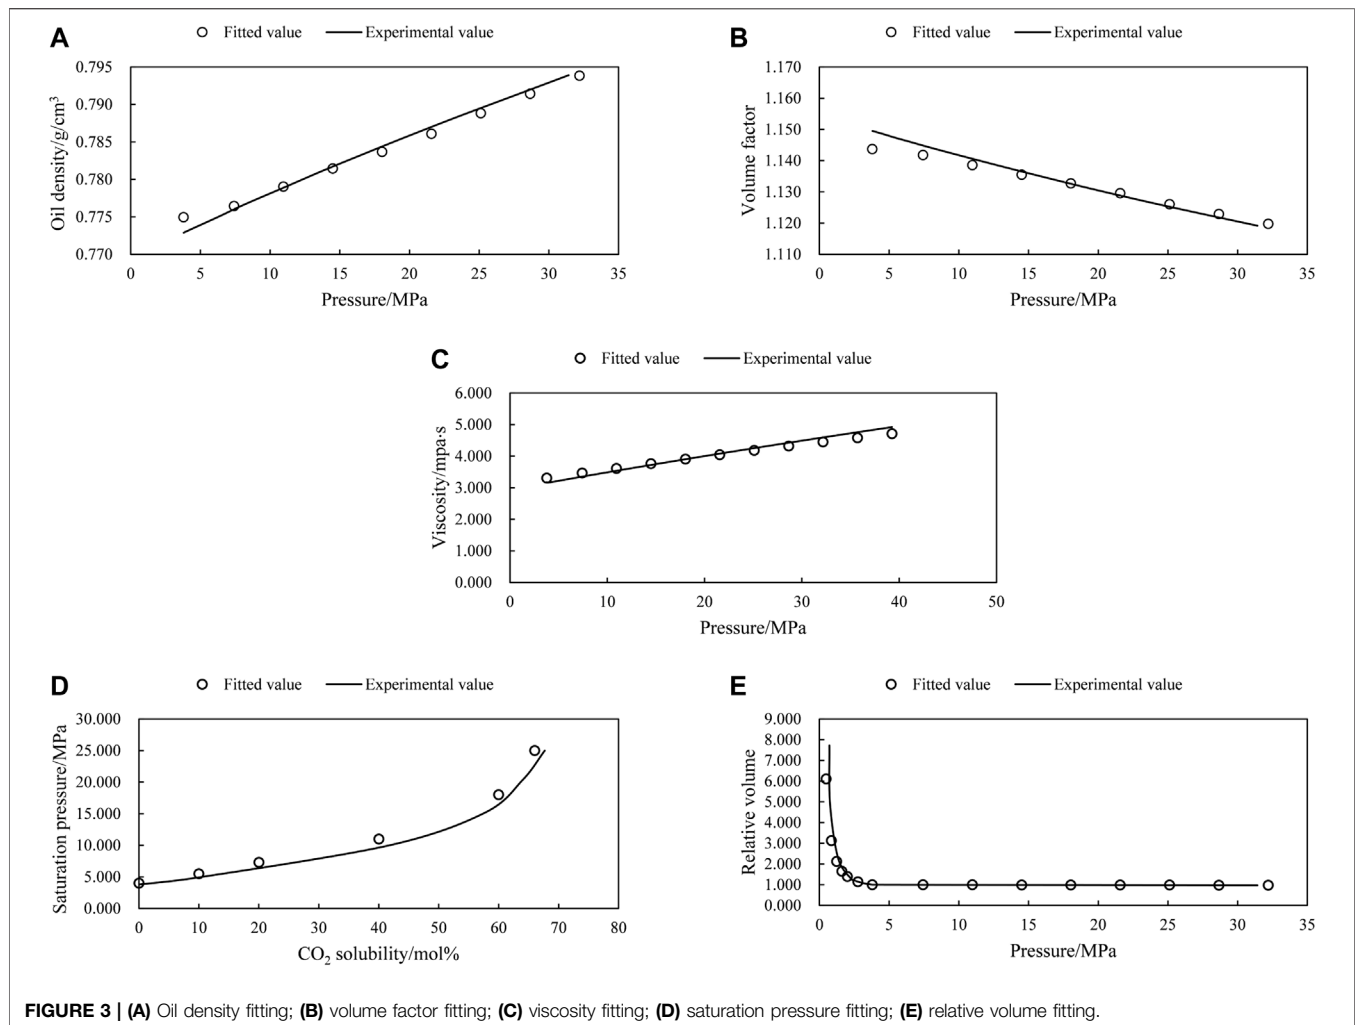 A
Fitted value
Experimental value
0.795
0.790
0.785
0.780
0.775
0.770
Oil density/g/cm³
0 5 10 15 20 25 30 35
Pressure/MPa
B
Fitted value
Experimental value
1.170
1.160
1.150
1.140
1.130
1.120
1.110
Volume factor
0 5 10 15 20 25 30 35
Pressure/MPa
C
Fitted value
Experimental value
6.000
5.000
4.000
3.000
2.000
1.000
0.000
Viscosity/mpa·s
0 10 20 30 40 50
Pressure/MPa
D
Fitted value
Experimental value
30.000
25.000
20.000
15.000
10.000
5.000
0.000
Saturation pressure/MPa
0 10 20 30 40 50 60 70 80
CO₂ solubility/mol%
E
Fitted value
Experimental value
9.000
8.000
7.000
6.000
5.000
4.000
3.000
2.000
1.000
0.000
Relative volume
0 5 10 15 20 25 30 35
Pressure/MPa
FIGURE 3 | (A) Oil density fitting; (B) volume factor fitting; (C) viscosity fitting; (D) saturation pressure fitting; (E) relative volume fitting.